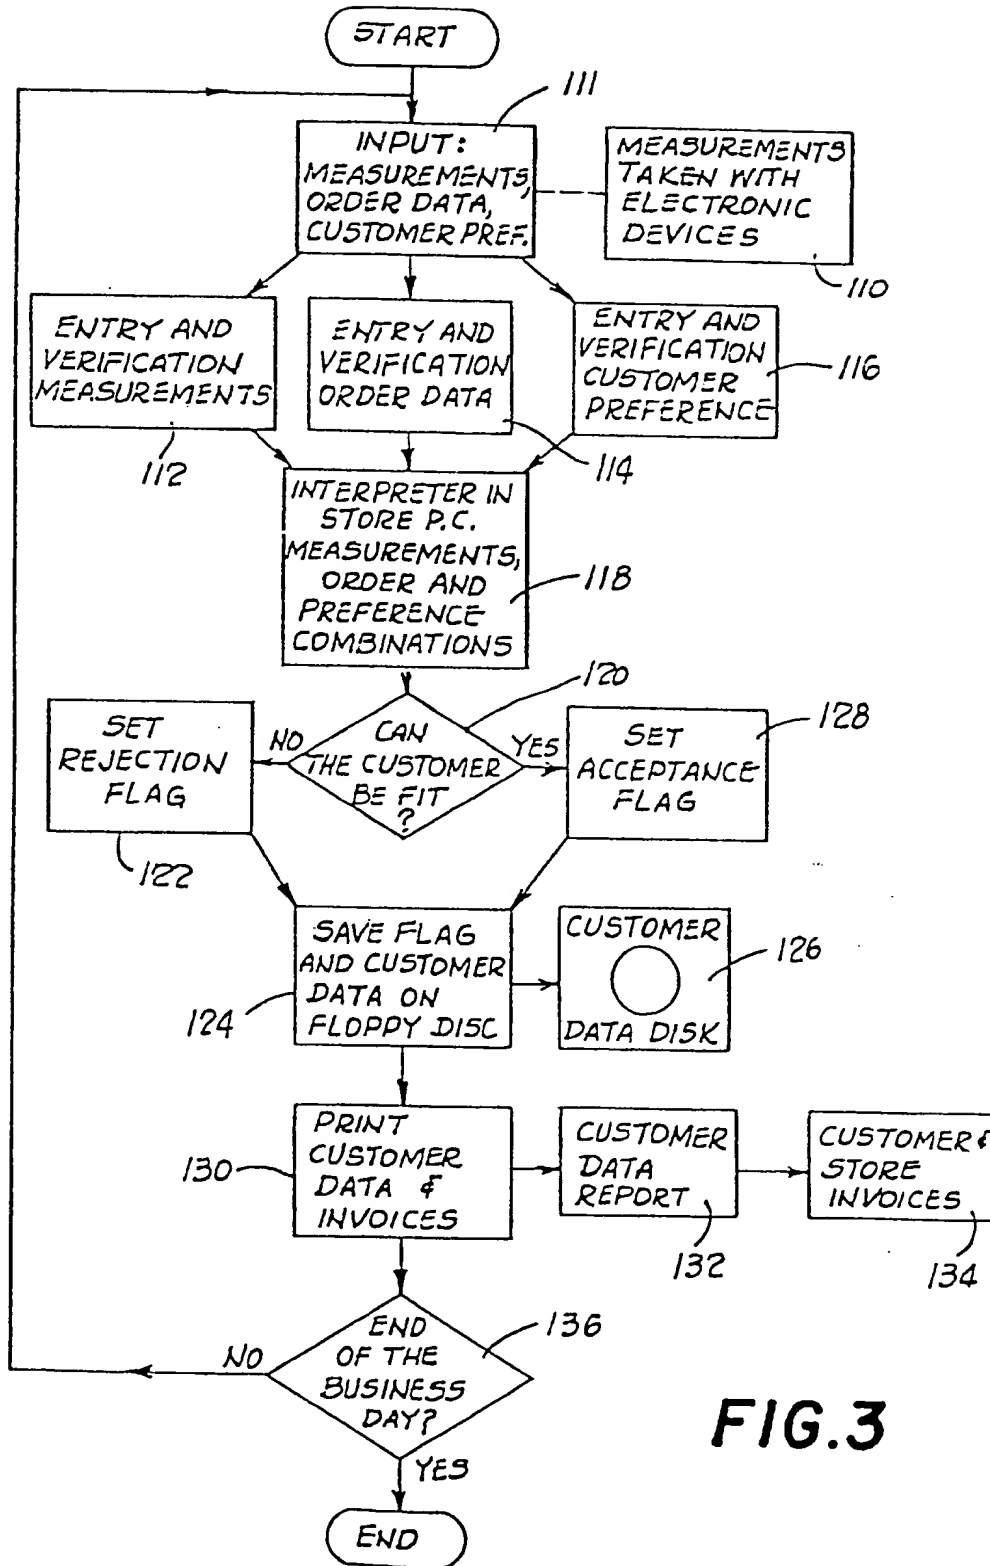 START
111
INPUT:
MEASUREMENTS,
ORDER DATA,
CUSTOMER PREF.
MEASUREMENTS
TAKEN WITH
ELECTRONIC
DEVICES
110
ENTRY AND
VERIFICATION
MEASUREMENTS
112
ENTRY AND
VERIFICATION
ORDER DATA
114
ENTRY AND
VERIFICATION
CUSTOMER
PREFERENCE
116
INTERPRETER IN
STORE P.C.
MEASUREMENTS,
ORDER AND
PREFERENCE
COMBINATIONS
118
120
CAN
THE CUSTOMER
BE FIT
?
NO
YES
SET
REJECTION
FLAG
122
SET
ACCEPTANCE
FLAG
128
SAVE FLAG
AND CUSTOMER
DATA ON
FLOPPY DISC
124
CUSTOMER
DATA DISK
126
PRINT
CUSTOMER
DATA &
INVOICES
130
CUSTOMER
DATA
REPORT
132
CUSTOMER &
STORE
INVOICES
134
END
OF THE
BUSINESS
DAY?
136
NO
YES
END
FIG.3